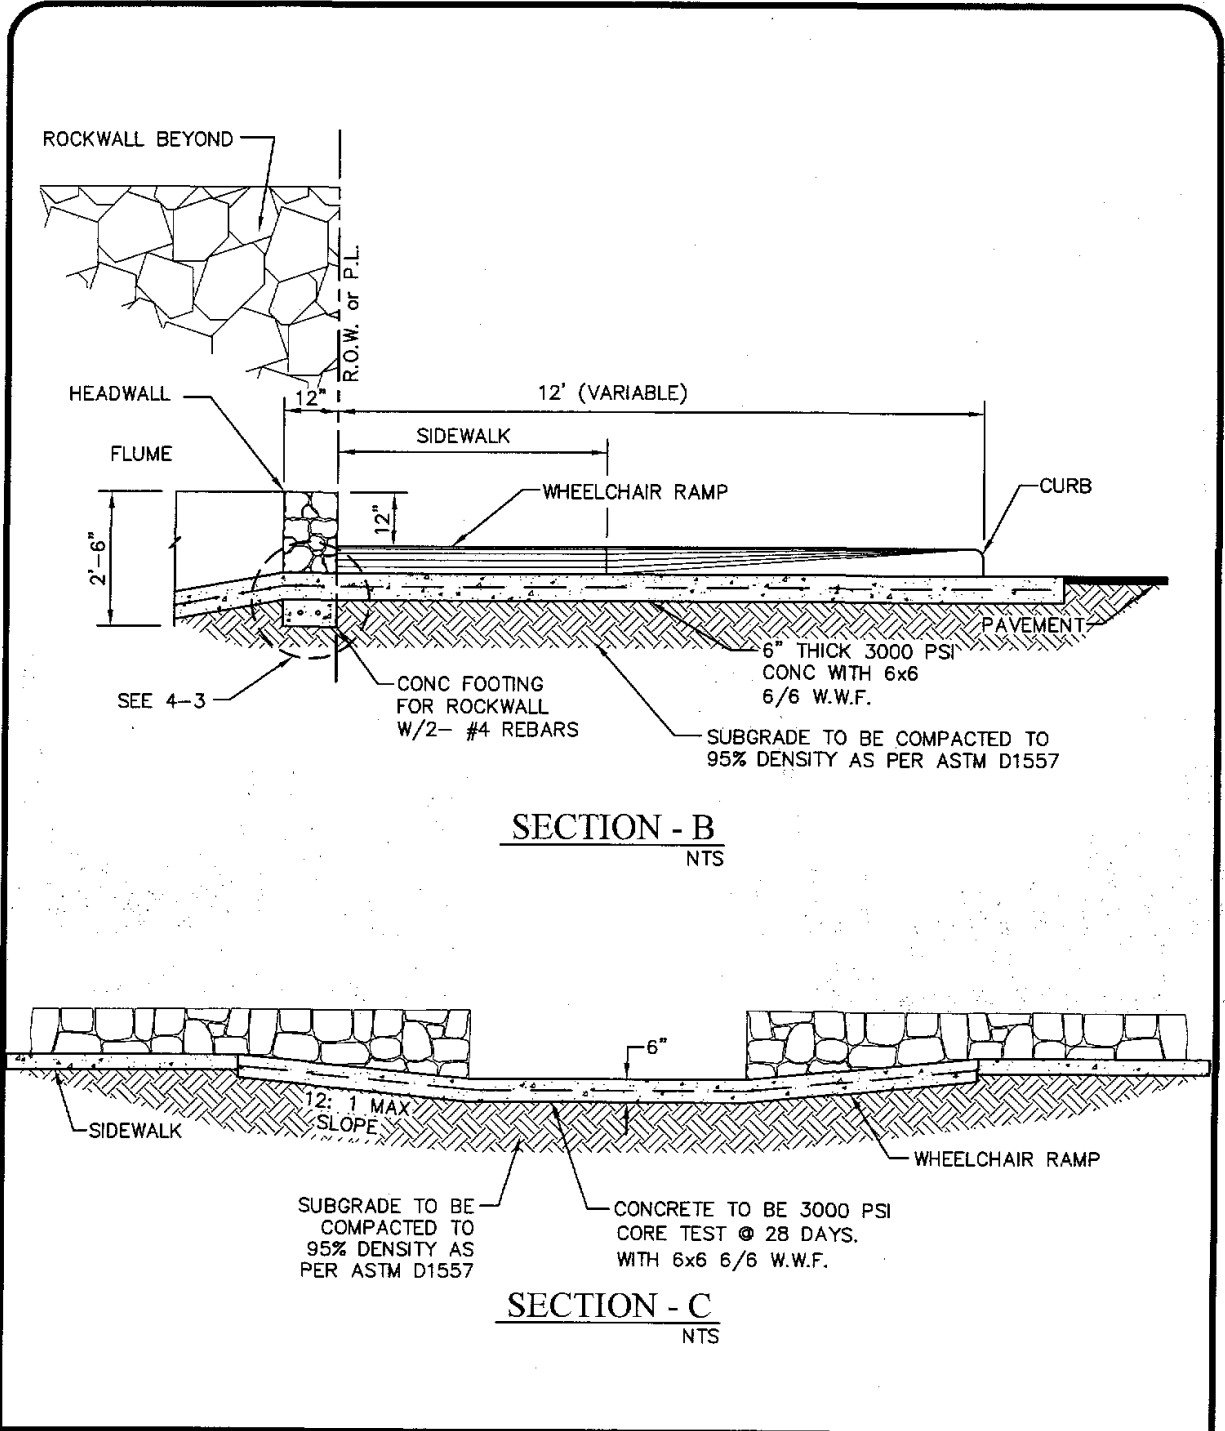 ROCKWALL BEYOND
R.O.W. or P.L.
HEADWALL
12"
12' (VARIABLE)
FLUME
SIDEWALK
WHEELCHAIR RAMP
CURB
12"
2'-6"
PAVEMENT
6" THICK 3000 PSI
CONC WITH 6x6
6/6 W.W.F.
SEE 4-3
CONC FOOTING
FOR ROCKWALL
W/2- #4 REBARS
SUBGRADE TO BE COMPACTED TO
95% DENSITY AS PER ASTM D1557
SECTION - B
NTS
6"
12: 1 MAX
SLOPE
SIDEWALK
WHEELCHAIR RAMP
SUBGRADE TO BE
COMPACTED TO
95% DENSITY AS
PER ASTM D1557
CONCRETE TO BE 3000 PSI
CORE TEST @ 28 DAYS.
WITH 6x6 6/6 W.W.F.
SECTION - C
NTS